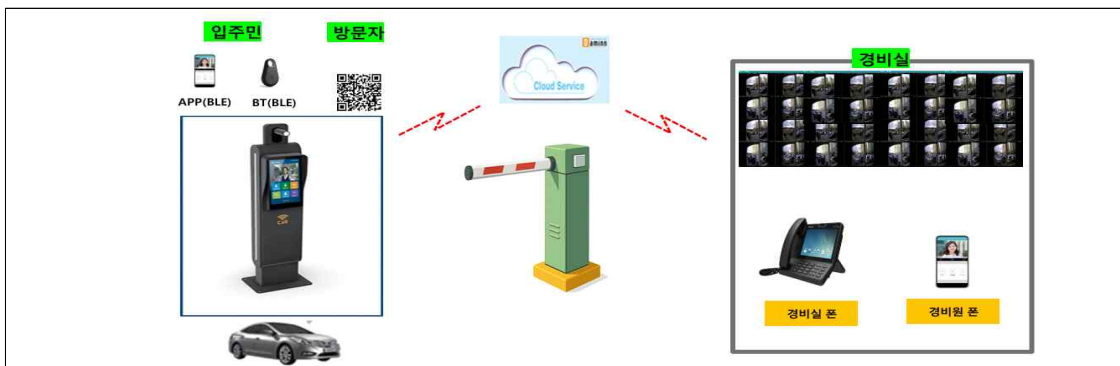 입주민
방문자
APP(BLE)
BT(BLE)
Cloud Service
경비실
경비실 폰
경비원 폰